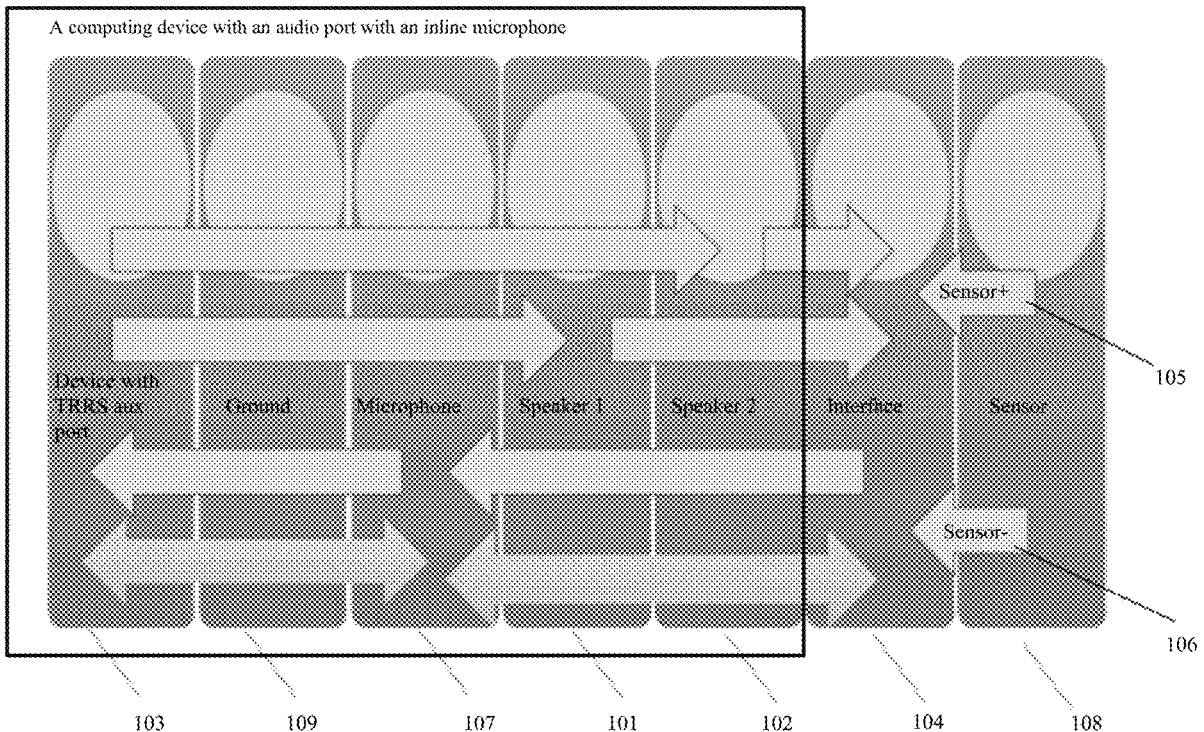 A computing device with an audio port with an inline microphone
Sensor+
105
Device with
TRRS aux
port
Ground
Microphone
Speaker 1
Speaker 2
Interface
Sensor
Sensor-
106
103
109
107
101
102
104
108